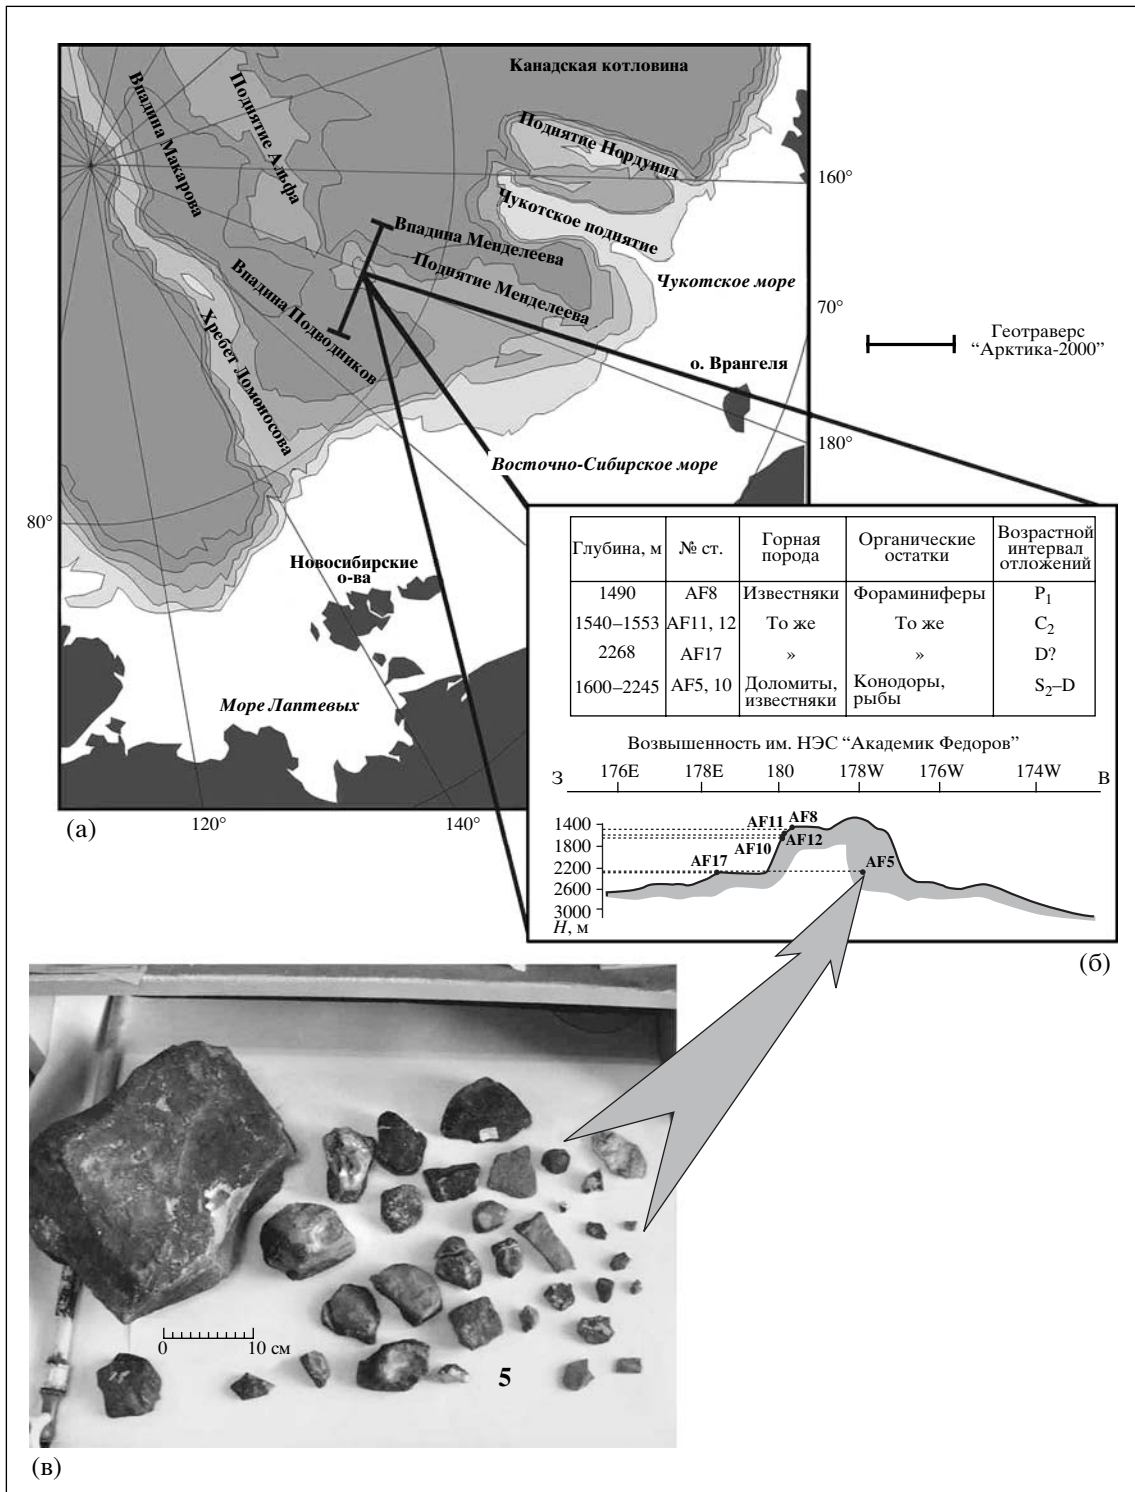 Канадская котловина
Впадина Макарова
Поднятие Альфа
Поднятие Нордунид
Чукотское поднятие
Впадина Менделеева
Поднятие Менделеева
Впадина Подводников
Хребет Ломоносова
Чукотское море
о. Врангеля
Восточно-Сибирское море
Новосибирские
о-ва
Море Лаптевых
160°
70°
180°
80°
120°
140°
(а)
Геотраверс
“Арктика-2000”
Глубина, м № ст. Горная порода Органические остатки Возрастной интервал отложений
1490 AF8 Известняки Фораминиферы P1
1540–1553 AF11, 12 То же То же C2
2268 AF17 » » D?
1600–2245 AF5, 10 Доломиты, известняки Конодоры, рыбы S2–D
Возвышенность им. НЭС “Академик Федоров”
З 176E 178E 180 178W 176W 174W В
1400
1800
2200
2600
3000
H, м
AF11 AF8
AF10 AF12
AF17 AF5
(б)
0 10 см
5
(в)